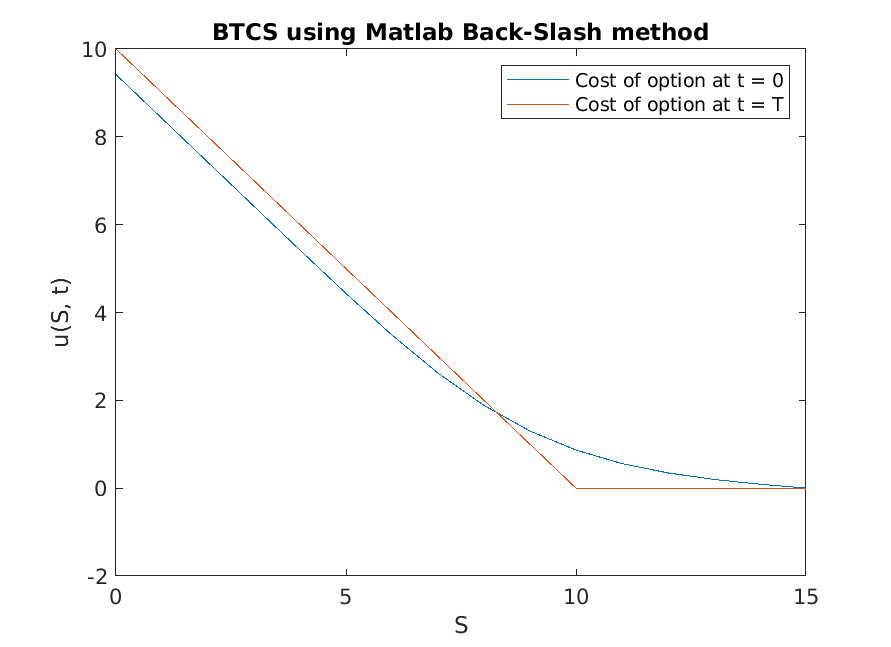 BTCS using Matlab Back-Slash method
Cost of option at t = 0
Cost of option at t = T
u(S, t)
10
8
6
4
2
0
-2
0 5 10 15
S